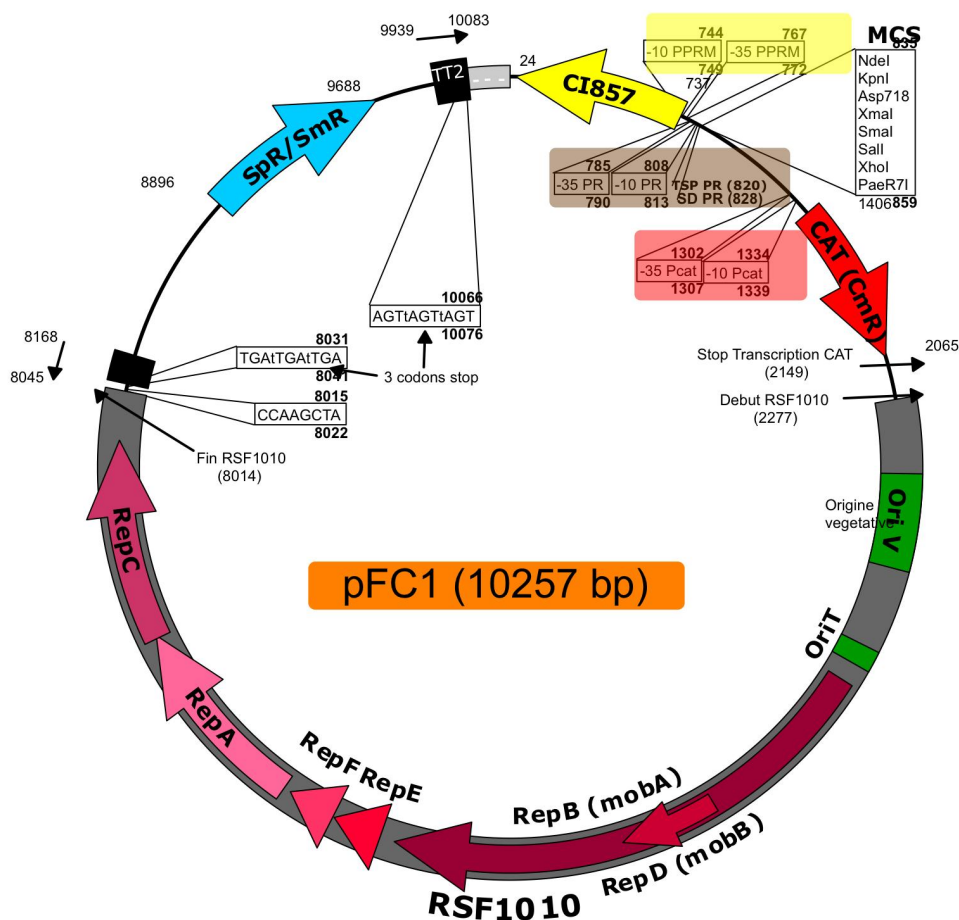 10083
9939
TT2
24
CI857
744
-10 PPRM
749
767
-35 PPRM
772
737
MCS
835
NdeI
KpnI
Asp718
XmaI
SmaI
SalI
XhoI
PaeR7I
859
1406
9688
SpR/SmR
8896
785
-35 PR
790
808
-10 PR
813
TSP PR (820)
SD PR (828)
1302
-35 Pcat
1307
1334
-10 Pcat
1339
CAT (CmR)
10066
AGTtAGTtAGT
10076
8031
TGAtTGAtTGA
8041
3 codons stop
8168
8045
8015
CCAAGCTA
8022
Stop Transcription CAT
(2149)
2065
Debut RSF1010
(2277)
Fin RSF1010
(8014)
Origine
vegetative
Ori V
RepC
pFC1 (10257 bp)
OriT
RepA
RepF
RepE
RepB (mobA)
RepD (mobB)
RSF1010